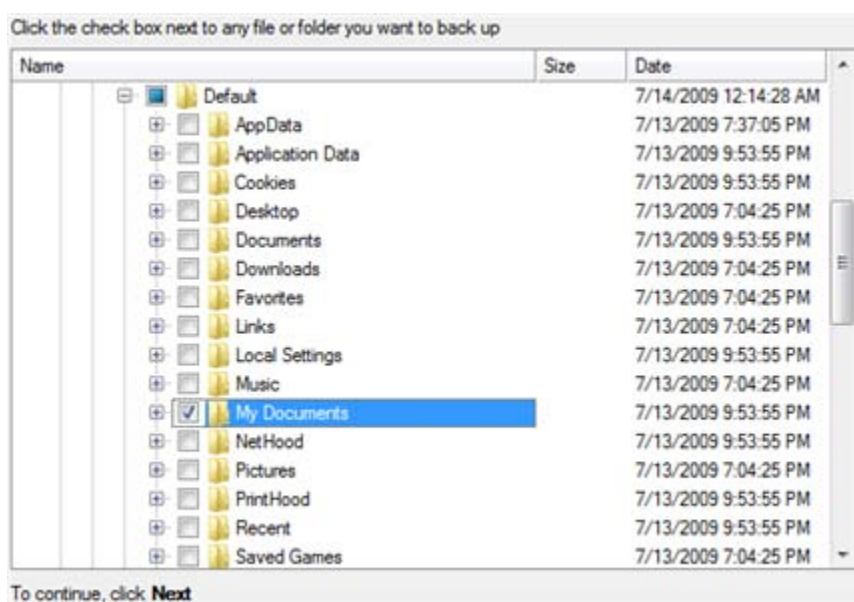 Click the check box next to any file or folder you want to back up
Name Size Date
Default 7/14/2009 12:14:28 AM
AppData 7/13/2009 7:37:05 PM
Application Data 7/13/2009 9:53:55 PM
Cookies 7/13/2009 9:53:55 PM
Desktop 7/13/2009 7:04:25 PM
Documents 7/13/2009 9:53:55 PM
Downloads 7/13/2009 7:04:25 PM
Favorites 7/13/2009 7:04:25 PM
Links 7/13/2009 7:04:25 PM
Local Settings 7/13/2009 9:53:55 PM
Music 7/13/2009 7:04:25 PM
My Documents 7/13/2009 9:53:55 PM
NetHood 7/13/2009 9:53:55 PM
Pictures 7/13/2009 7:04:25 PM
PrintHood 7/13/2009 9:53:55 PM
Recent 7/13/2009 9:53:55 PM
Saved Games 7/13/2009 7:04:25 PM
To continue, click Next